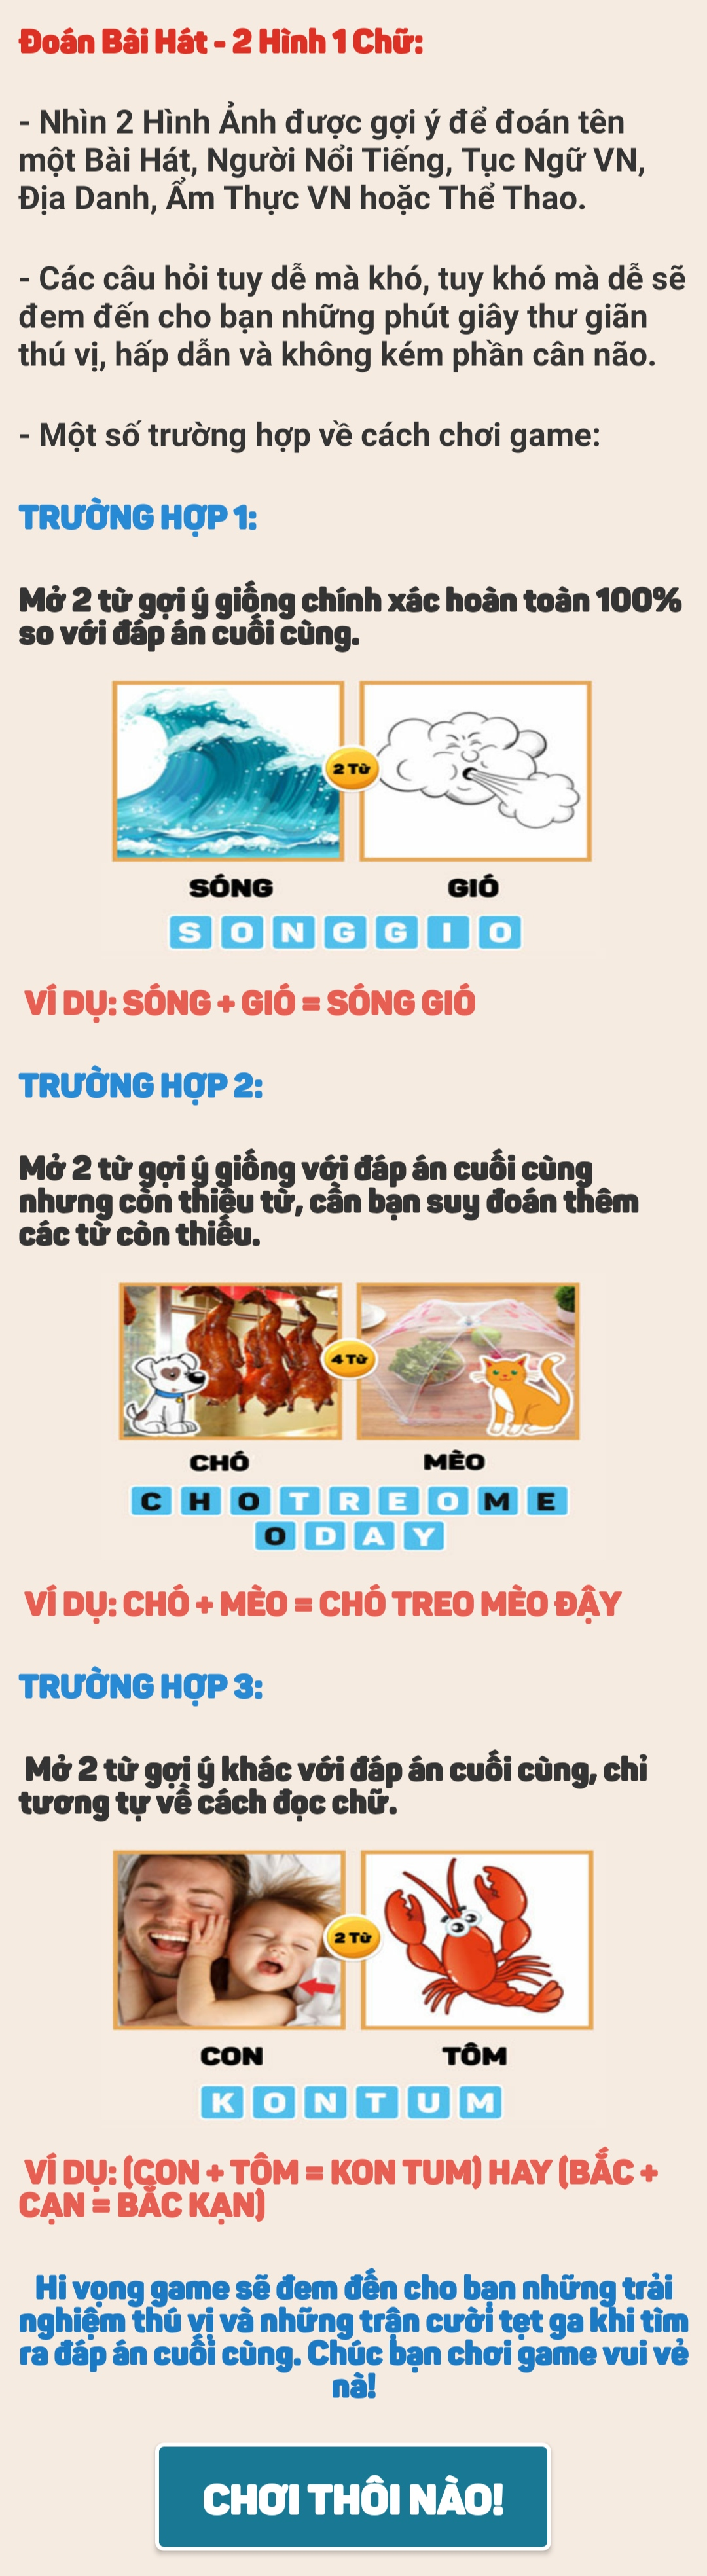 Đoán Bài Hát - 2 Hình 1 Chữ:
- Nhìn 2 Hình Ảnh được gợi ý để đoán tên
một Bài Hát, Người Nổi Tiếng, Tục Ngữ VN,
Địa Danh, Ẩm Thực VN hoặc Thể Thao.
- Các câu hỏi tuy dễ mà khó, tuy khó mà dễ sẽ
đem đến cho bạn những phút giây thư giãn
thú vị, hấp dẫn và không kém phần cân não.
- Một số trường hợp về cách chơi game:
TRƯỜNG HỢP 1:
Mở 2 từ gợi ý giống chính xác hoàn toàn 100%
so với đáp án cuối cùng.
2 Từ
SÓNG GIÓ
S O N G G I O
VÍ DỤ: SÓNG + GIÓ = SÓNG GIÓ
TRƯỜNG HỢP 2:
Mở 2 từ gợi ý giống với đáp án cuối cùng
nhưng còn thiếu từ, cần bạn suy đoán thêm
các từ còn thiếu.
4 Từ
CHÓ MÈO
C H O T R E O M E
O D A Y
VÍ DỤ: CHÓ + MÈO = CHÓ TREO MÈO ĐẬY
TRƯỜNG HỢP 3:
Mở 2 từ gợi ý khác với đáp án cuối cùng, chỉ
tương tự về cách đọc chữ.
2 Từ
CON TÔM
K O N T U M
VÍ DỤ: (CON + TÔM = KON TUM) HAY (BẮC +
CẠN = BẮC KẠN)
Hi vọng game sẽ đem đến cho bạn những trải
nghiệm thú vị và những trận cười tẹt ga khi tìm
ra đáp án cuối cùng. Chúc bạn chơi game vui vẻ
nà!
CHƠI THÔI NÀO!